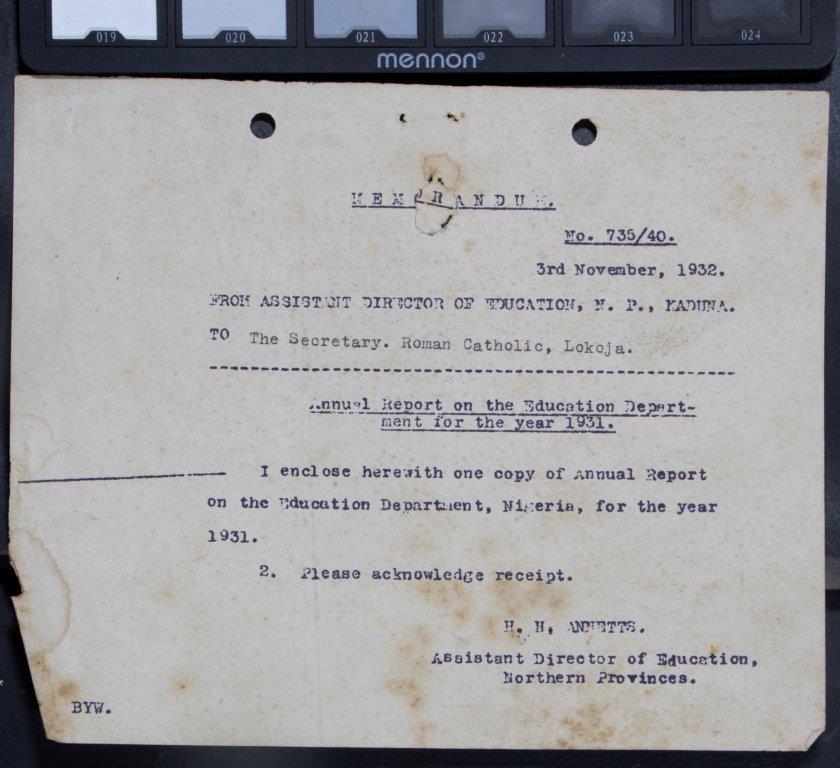 019 020 021 022 023 024
mennon®
MEMORANDUM.
No. 735/40.
3rd November, 1932.
FROM ASSISTANT DIRECTOR OF EDUCATION, N. P., KADUNA.
TO The Secretary. Roman Catholic, Lokoja.
Annual Report on the Education Depart-
ment for the year 1931.
I enclose herewith one copy of Annual Report
on the Education Department, Nigeria, for the year
1931.
2. Please acknowledge receipt.
H. H. ANNETTS.
Assistant Director of Education,
Northern Provinces.
BYW.